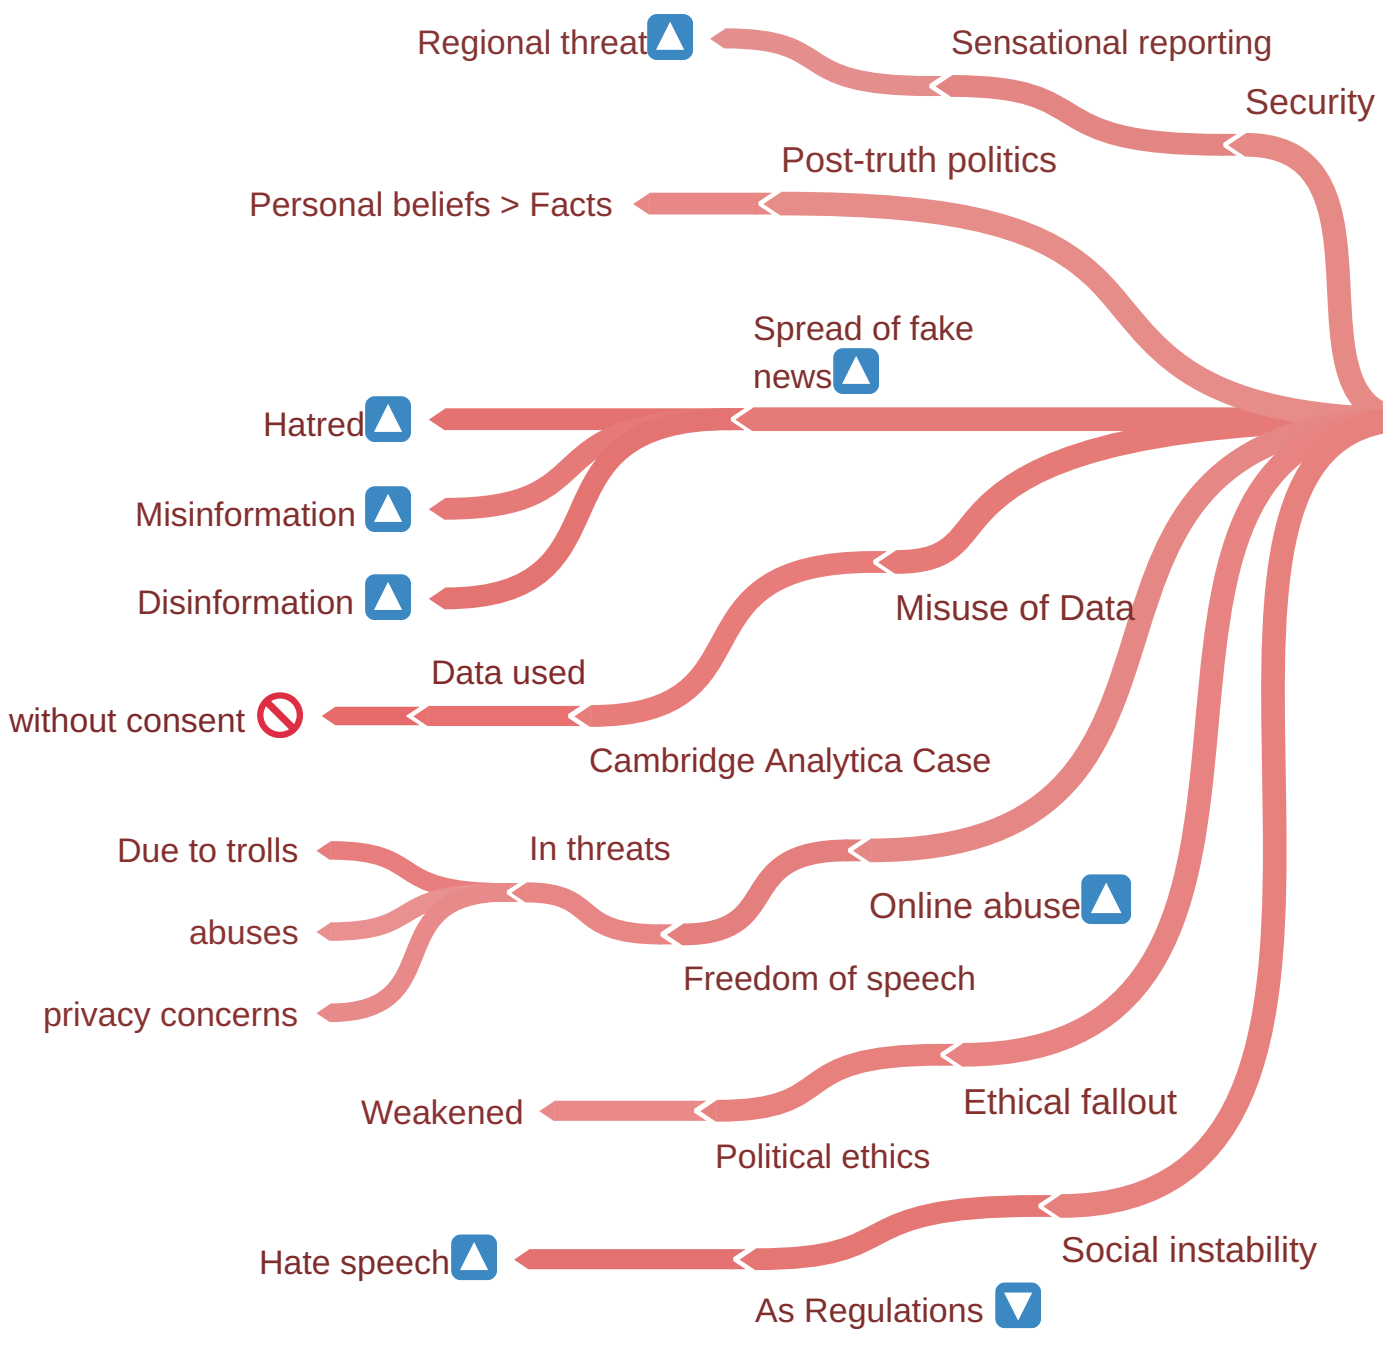 Regional threat🔼
Sensational reporting
Security
Post-truth politics
Personal beliefs > Facts
Spread of fake
news🔼
Hatred🔼
Misinformation 🔼
Disinformation 🔼
Misuse of Data
Data used
without consent 🚫
Cambridge Analytica Case
Due to trolls
In threats
abuses
Online abuse🔼
Freedom of speech
privacy concerns
Ethical fallout
Weakened
Political ethics
Social instability
Hate speech🔼
As Regulations 🔽